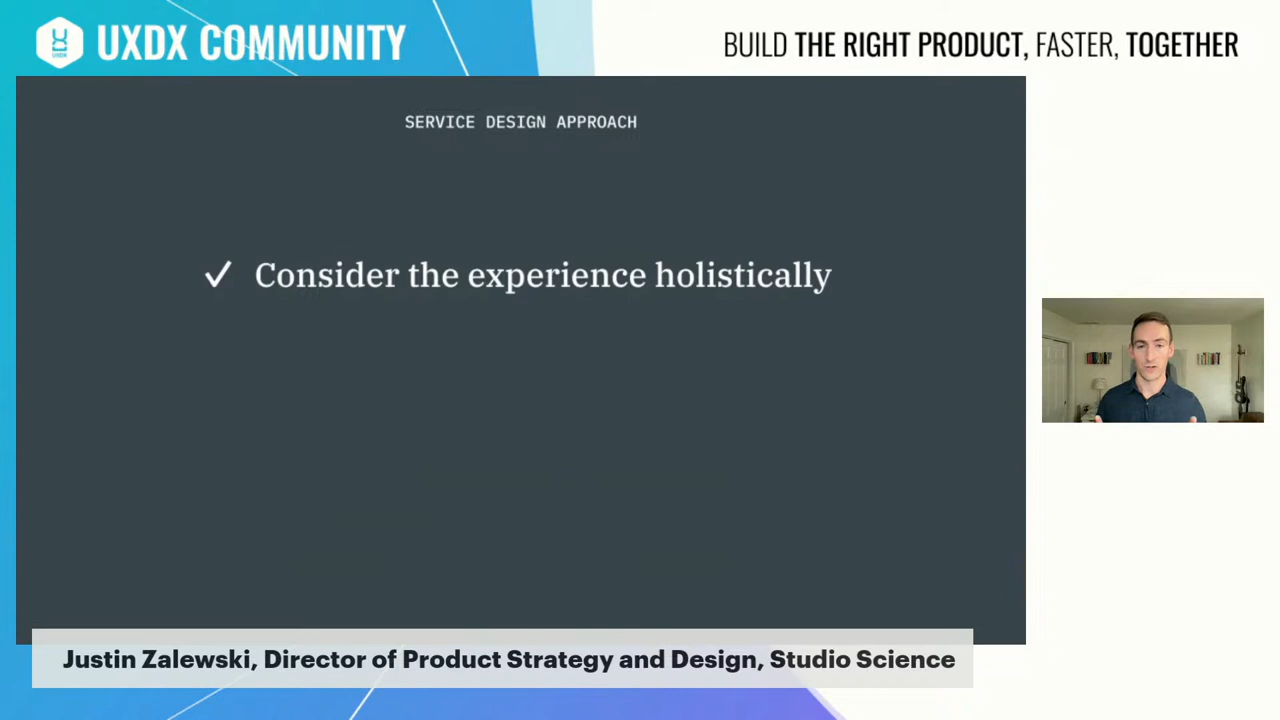 UXDX COMMUNITY
BUILD THE RIGHT PRODUCT, FASTER, TOGETHER
SERVICE DESIGN APPROACH
✓ Consider the experience holistically
Justin Zalewski, Director of Product Strategy and Design, Studio Science